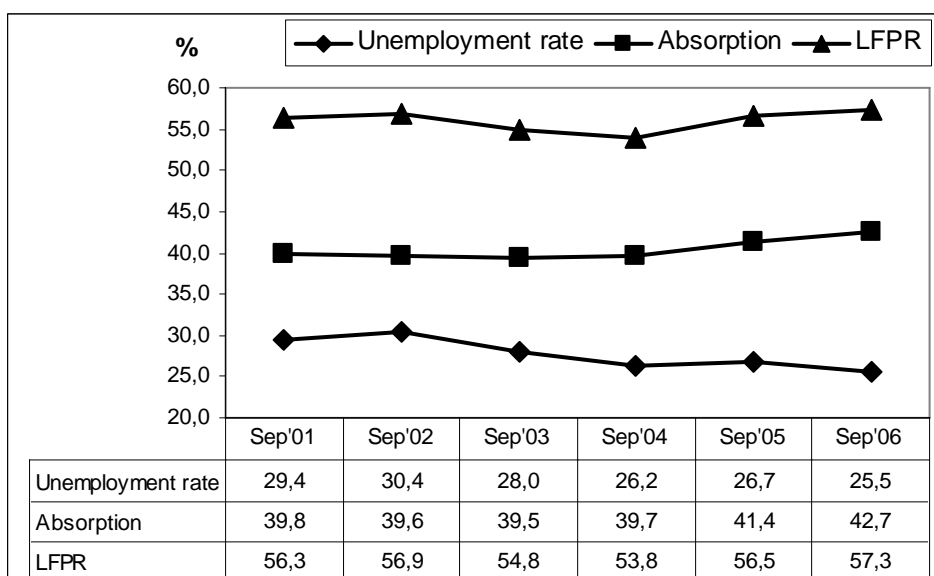 %
Unemployment rate Absorption LFPR
60,0
55,0
50,0
45,0
40,0
35,0
30,0
25,0
20,0
Sep'01 Sep'02 Sep'03 Sep'04 Sep'05 Sep'06
Unemployment rate 29,4 30,4 28,0 26,2 26,7 25,5
Absorption 39,8 39,6 39,5 39,7 41,4 42,7
LFPR 56,3 56,9 54,8 53,8 56,5 57,3